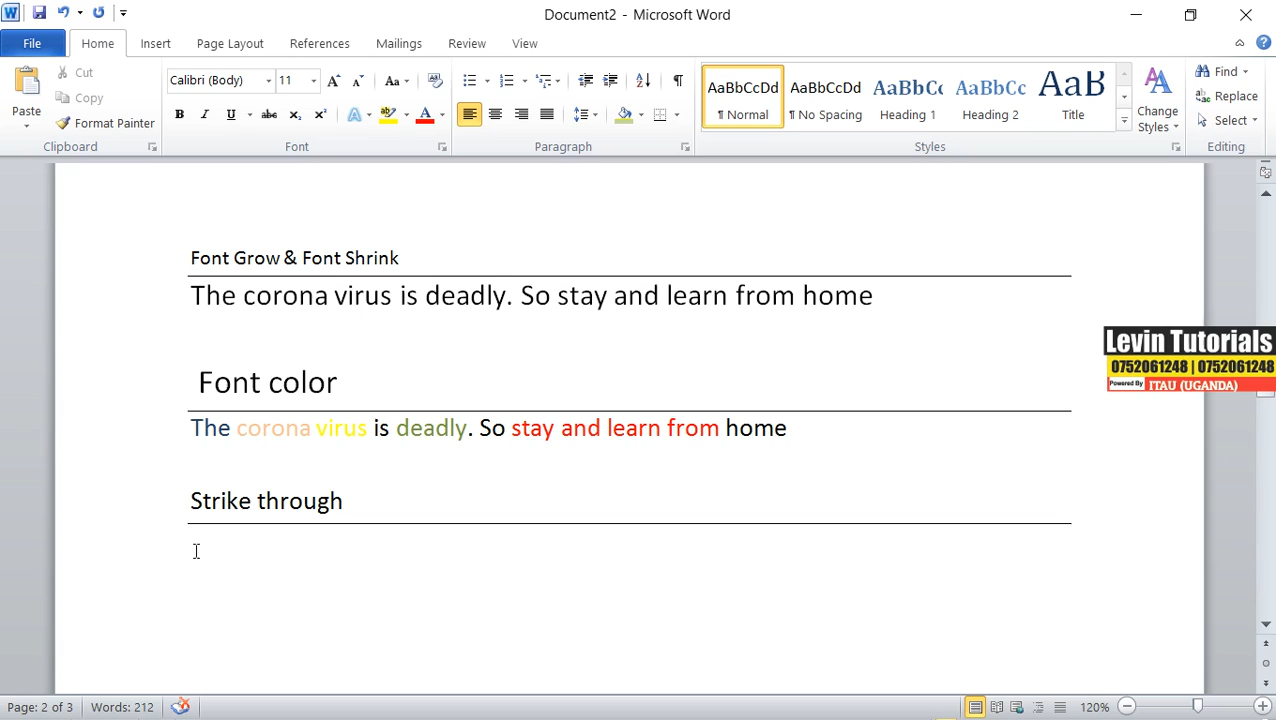 Document2 - Microsoft Word
File Home Insert Page Layout References Mailings Review View
Paste
Cut
Copy
Format Painter
Clipboard
Calibri (Body) 11
Font
Paragraph
AaBbCcDd AaBbCcDd AaBbCc AaBbCc AaB
¶ Normal ¶ No Spacing Heading 1 Heading 2 Title
Change Styles
Styles
Find
Replace
Select
Editing
Font Grow & Font Shrink
The corona virus is deadly. So stay and learn from home
Font color
The corona virus is deadly. So stay and learn from home
Strike through
Levin Tutorials
0752061248 | 0752061248
Powered By ITAU (UGANDA)
Page: 2 of 3 Words: 212 120%